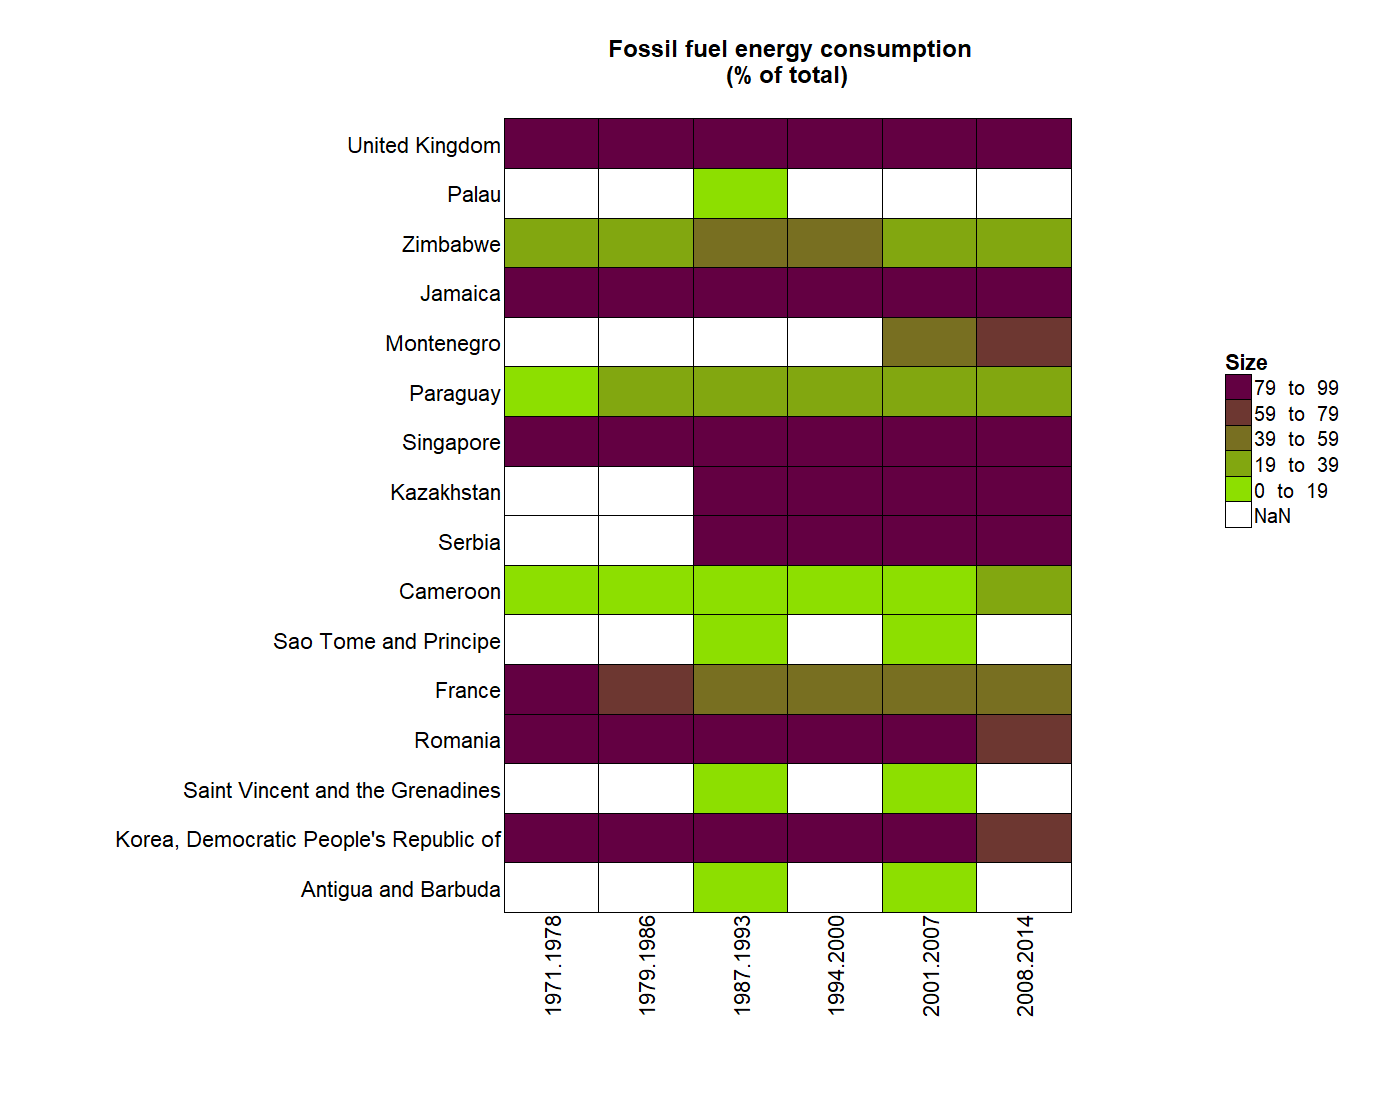 Fossil fuel energy consumption
(% of total)
United Kingdom
Palau
Zimbabwe
Jamaica
Montenegro
Paraguay
Singapore
Kazakhstan
Serbia
Cameroon
Sao Tome and Principe
France
Romania
Saint Vincent and the Grenadines
Korea, Democratic People's Republic of
Antigua and Barbuda
1971.1978
1979.1986
1987.1993
1994.2000
2001.2007
2008.2014
Size
79 to 99
59 to 79
39 to 59
19 to 39
0 to 19
NaN